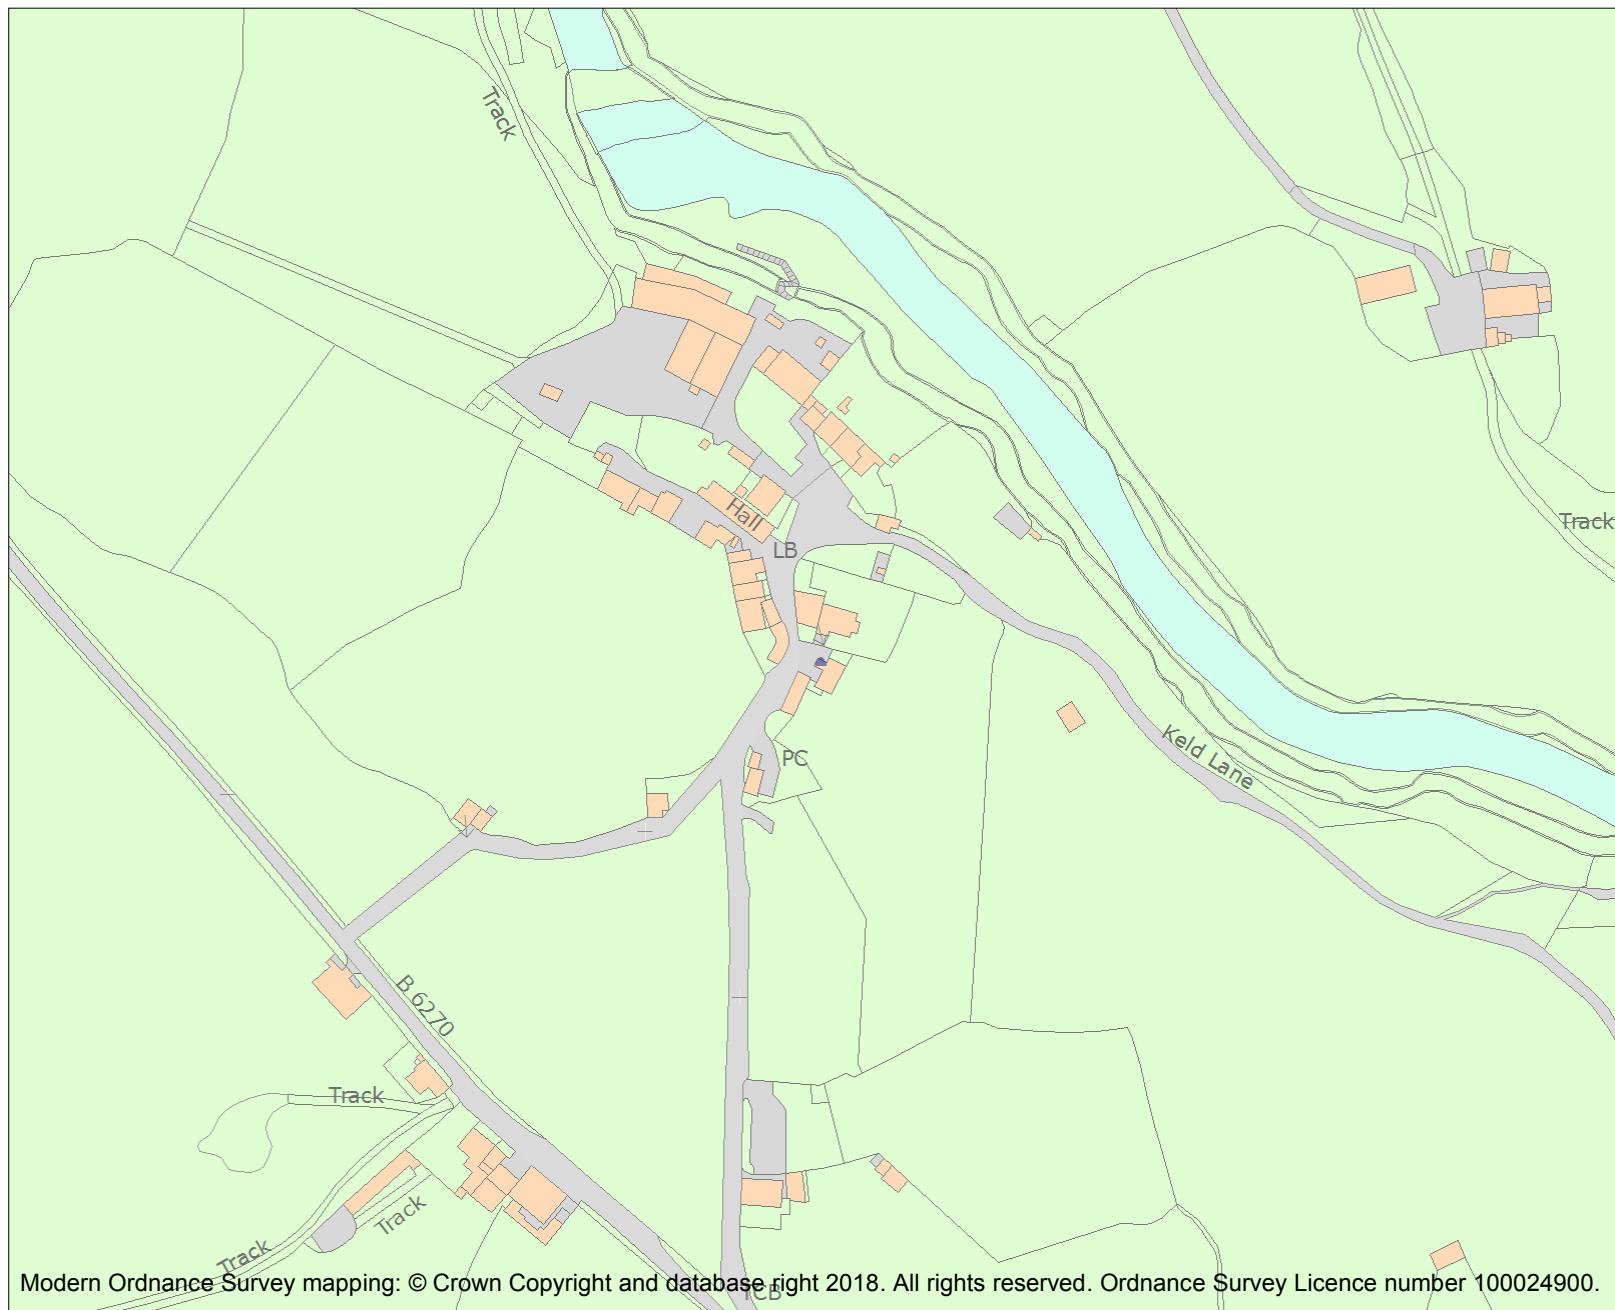 Track
Hall
LB
Track
Keld Lane
PC
B 6270
Track
Track
Track
TCB
Modern Ordnance Survey mapping: © Crown Copyright and database right 2018. All rights reserved. Ordnance Survey Licence number 100024900.